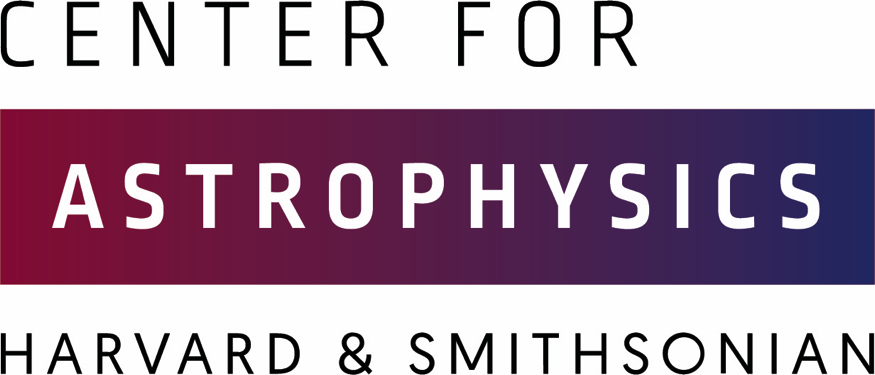 CENTER FOR
ASTROPHYSICS
HARVARD & SMITHSONIAN